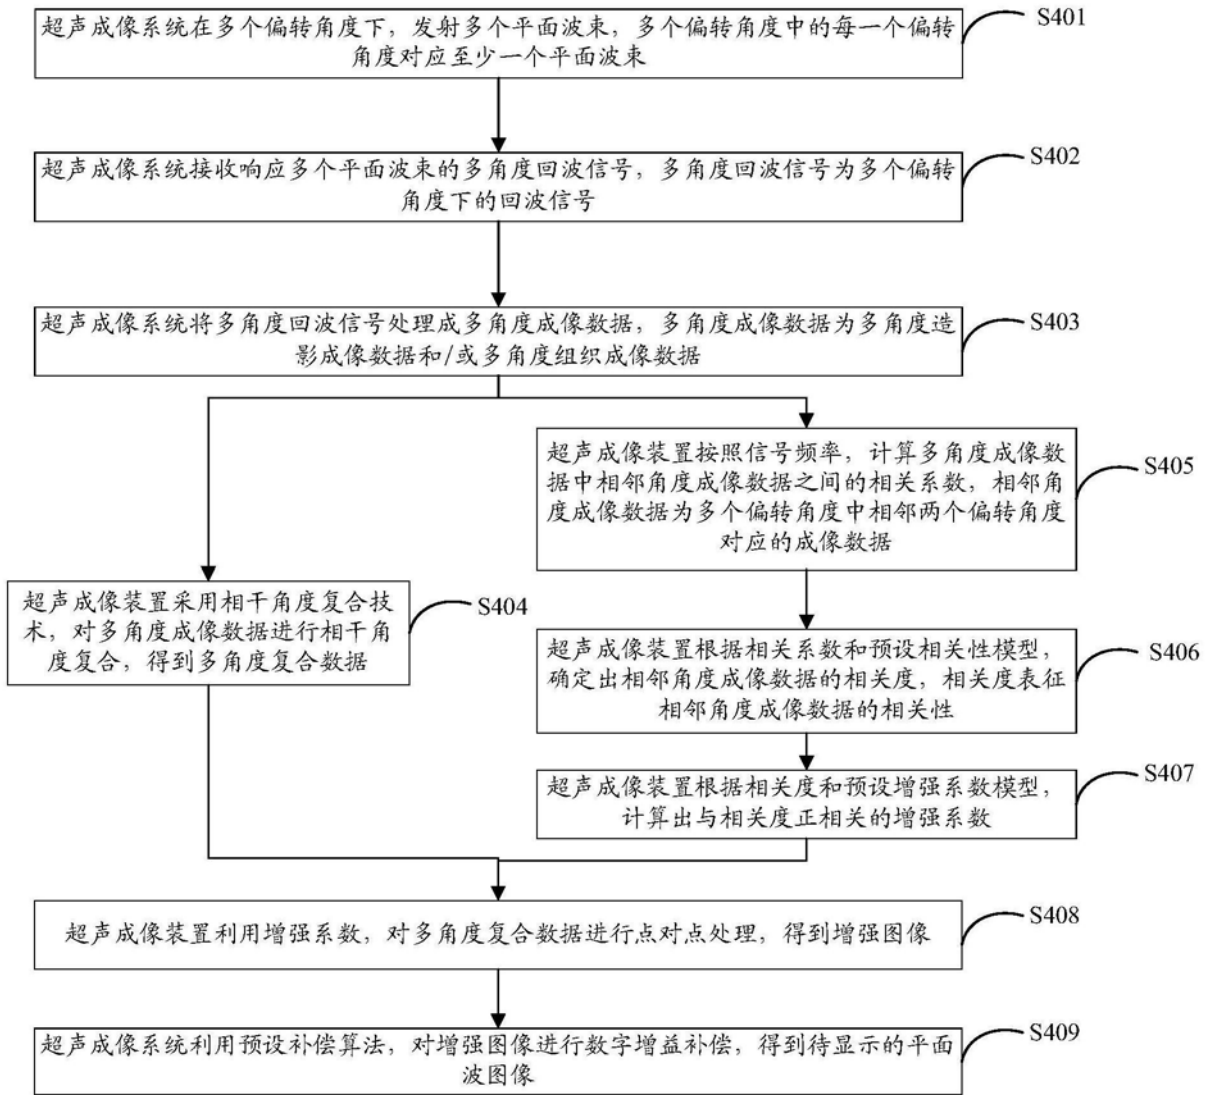 超声成像系统在多个偏转角度下，发射多个平面波束，多个偏转角度中的每一个偏转
角度对应至少一个平面波束
S401
超声成像系统接收响应多个平面波束的多角度回波信号，多角度回波信号为多个偏转
角度下的回波信号
S402
超声成像系统将多角度回波信号处理成多角度成像数据，多角度成像数据为多角度造
影成像数据和/或多角度组织成像数据
S403
超声成像装置采用相干角度复合技
术，对多角度成像数据进行相干角
度复合，得到多角度复合数据
S404
超声成像装置按照信号频率，计算多角度成像数
据中相邻角度成像数据之间的相关系数，相邻角
度成像数据为多个偏转角度中相邻两个偏转角度
对应的成像数据
S405
超声成像装置根据相关系数和预设相关性模型，
确定出相邻角度成像数据的相关度，相关度表征
相邻角度成像数据的相关性
S406
超声成像装置根据相关度和预设增强系数模型，
计算出与相关度正相关的增强系数
S407
超声成像装置利用增强系数，对多角度复合数据进行点对点处理，得到增强图像
S408
超声成像系统利用预设补偿算法，对增强图像进行数字增益补偿，得到待显示的平面
波图像
S409